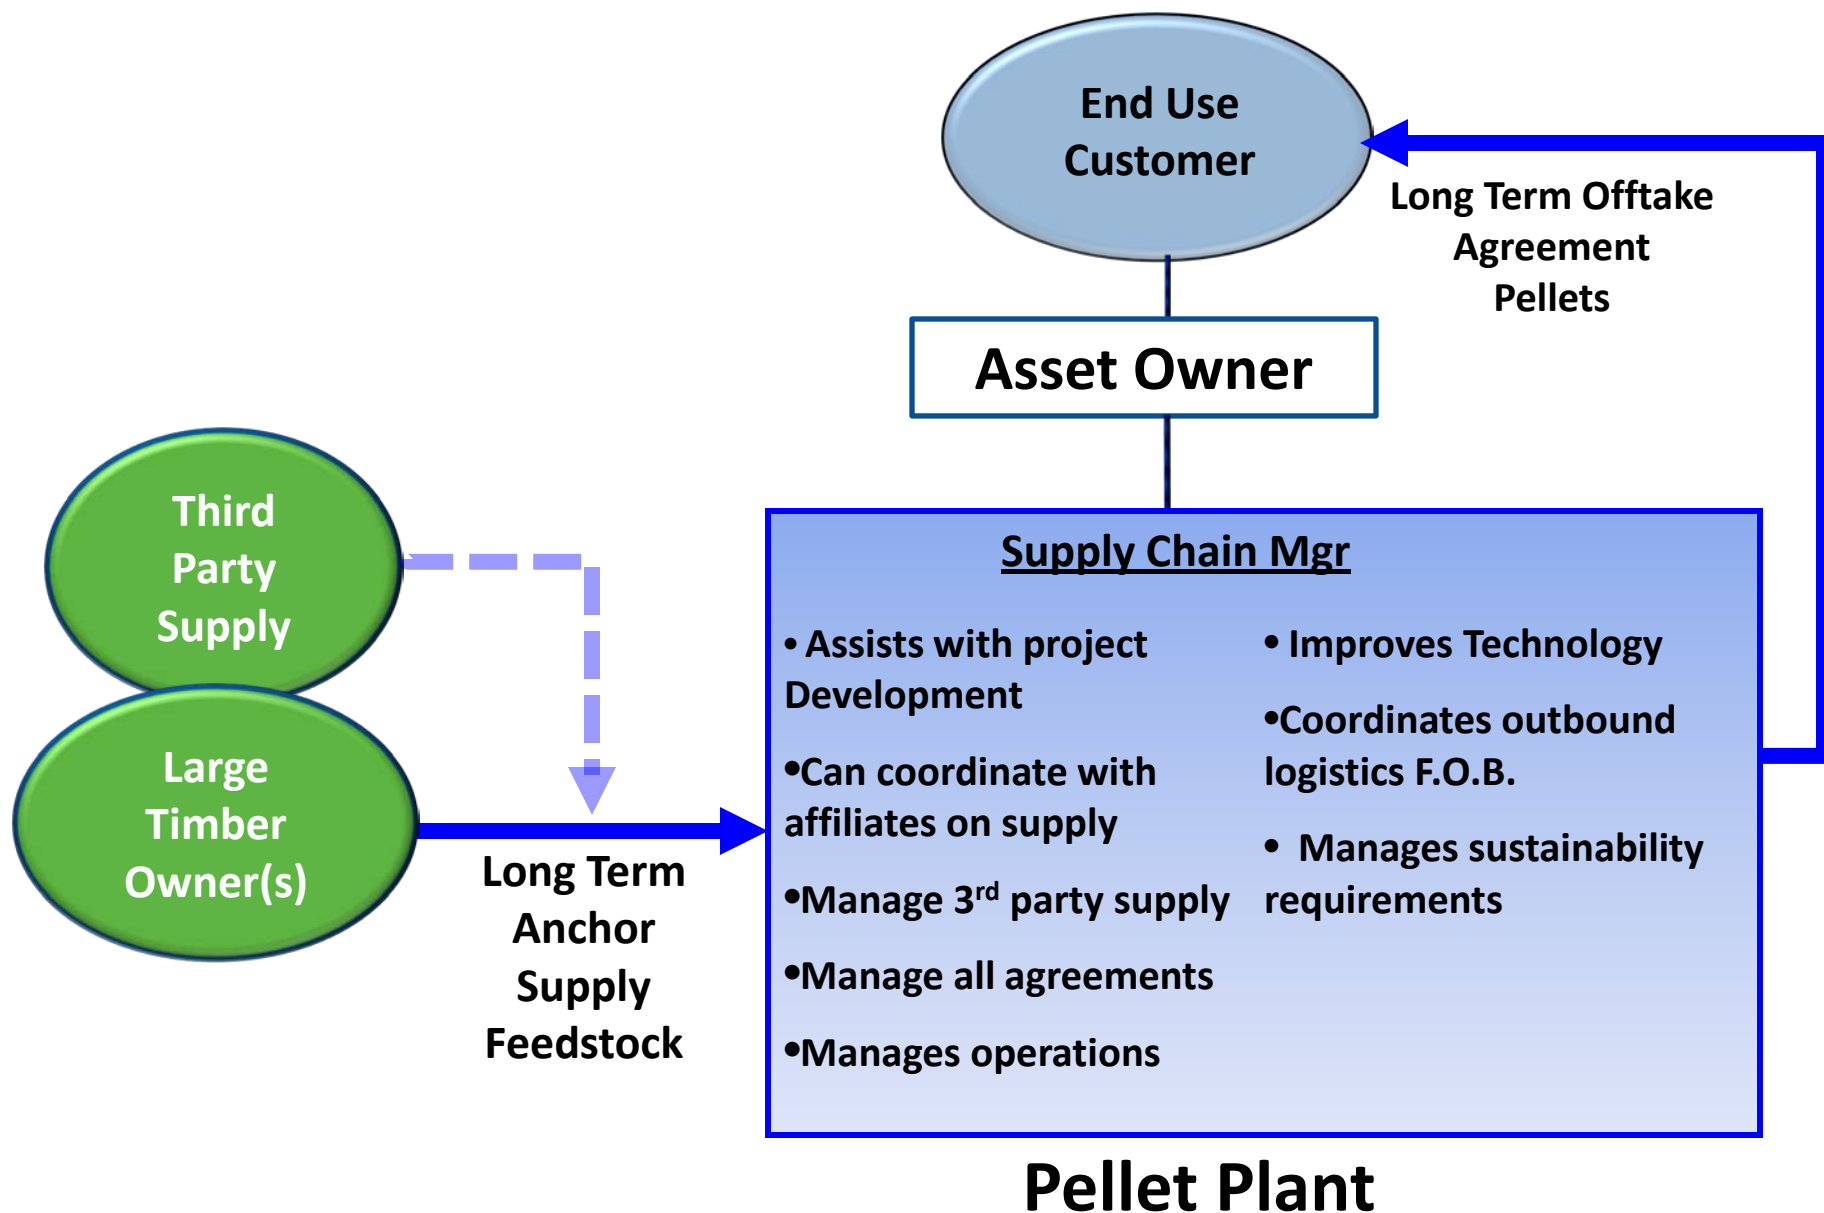 End Use
Customer
Long Term Offtake
Agreement
Pellets
Asset Owner
Third
Party
Supply
Large
Timber
Owner(s)
Long Term
Anchor
Supply
Feedstock
Supply Chain Mgr
• Assists with project
Development
•Can coordinate with
affiliates on supply
•Manage 3rd party supply
•Manage all agreements
•Manages operations
• Improves Technology
•Coordinates outbound
logistics F.O.B.
• Manages sustainability
requirements
Pellet Plant